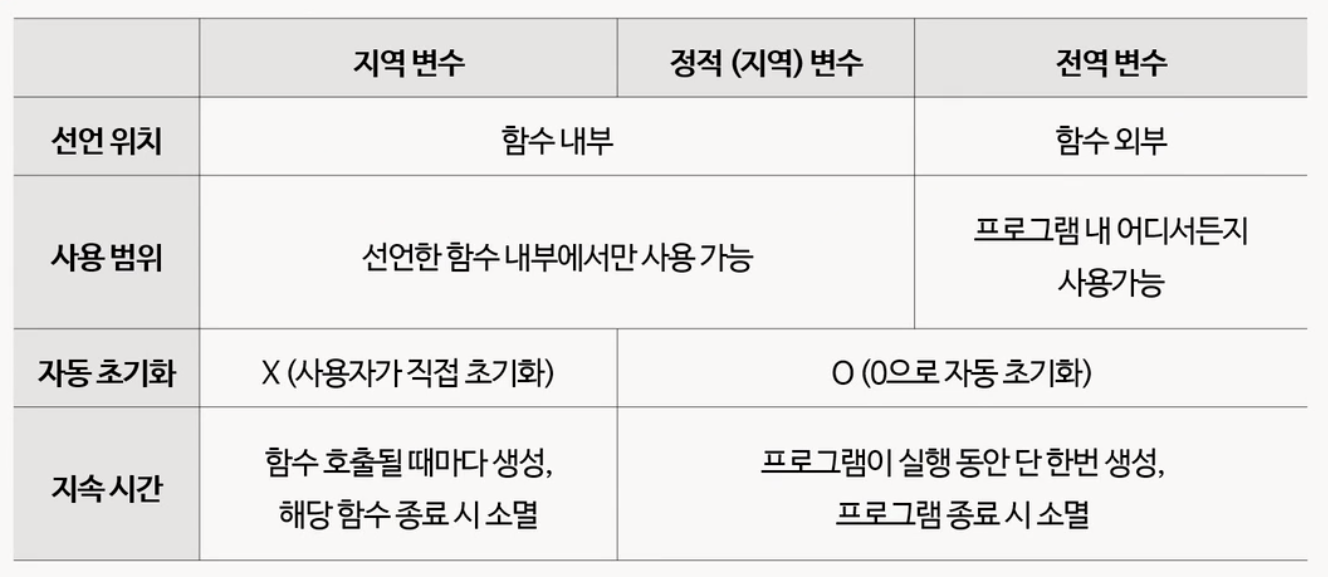 지역 변수 정적 (지역) 변수 전역 변수
선언 위치 함수 내부 함수 외부
사용 범위 선언한 함수 내부에서만 사용 가능 프로그램 내 어디서든지
사용가능
자동 초기화 X (사용자가 직접 초기화) O (0으로 자동 초기화)
지속 시간 함수 호출될 때마다 생성,
해당 함수 종료 시 소멸
프로그램이 실행 동안 단 한번 생성,
프로그램 종료 시 소멸